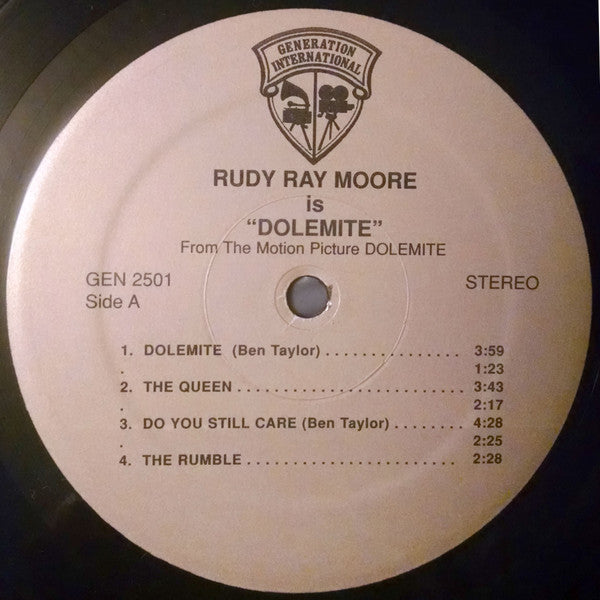 GENERATION
INTERNATIONAL
RUDY RAY MOORE
is
“DOLEMITE”
From The Motion Picture DOLEMITE
GEN 2501
Side A
STEREO
1. DOLEMITE (Ben Taylor) . . . . . . . . . . . . . . . 3:59
. 1:23
2. THE QUEEN . . . . . . . . . . . . . . . . . . . . . . . . . 3:43
. 2:17
3. DO YOU STILL CARE (Ben Taylor) . . . . . . . . 4:28
. 2:25
4. THE RUMBLE . . . . . . . . . . . . . . . . . . . . . . . . 2:28